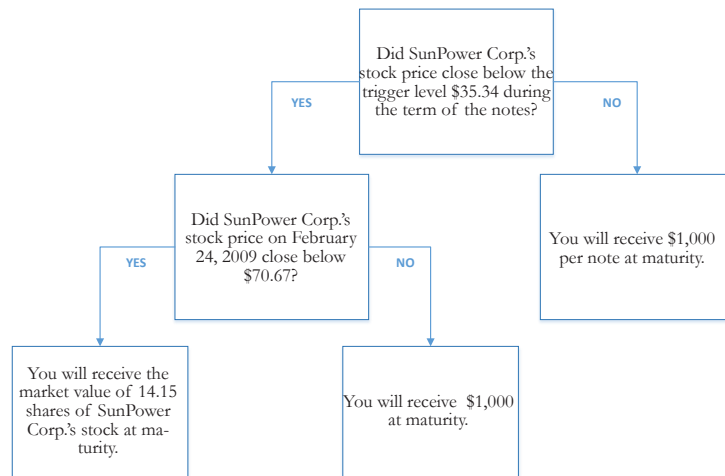 Did SunPower Corp.'s
stock price close below the
trigger level $35.34 during
the term of the notes?
YES
NO
Did SunPower Corp.'s
stock price on February
24, 2009 close below
$70.67?
You will receive $1,000
per note at maturity.
YES
NO
You will receive the
market value of 14.15
shares of SunPower
Corp.'s stock at ma-
turity.
You will receive $1,000
at maturity.